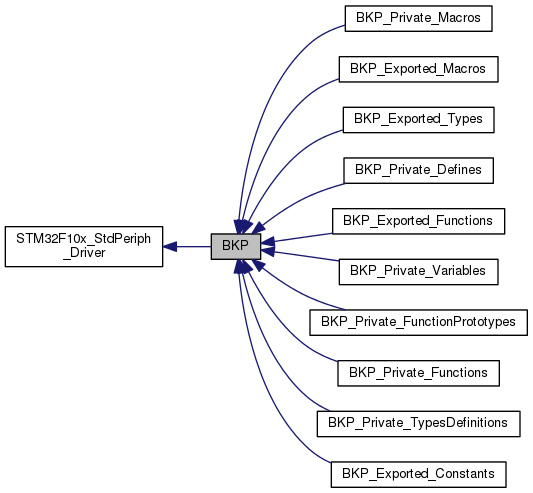 BKP_Private_Macros
BKP_Exported_Macros
BKP_Exported_Types
BKP_Private_Defines
BKP_Exported_Functions
STM32F10x_StdPeriph
_Driver
BKP
BKP_Private_Variables
BKP_Private_FunctionPrototypes
BKP_Private_Functions
BKP_Private_TypesDefinitions
BKP_Exported_Constants